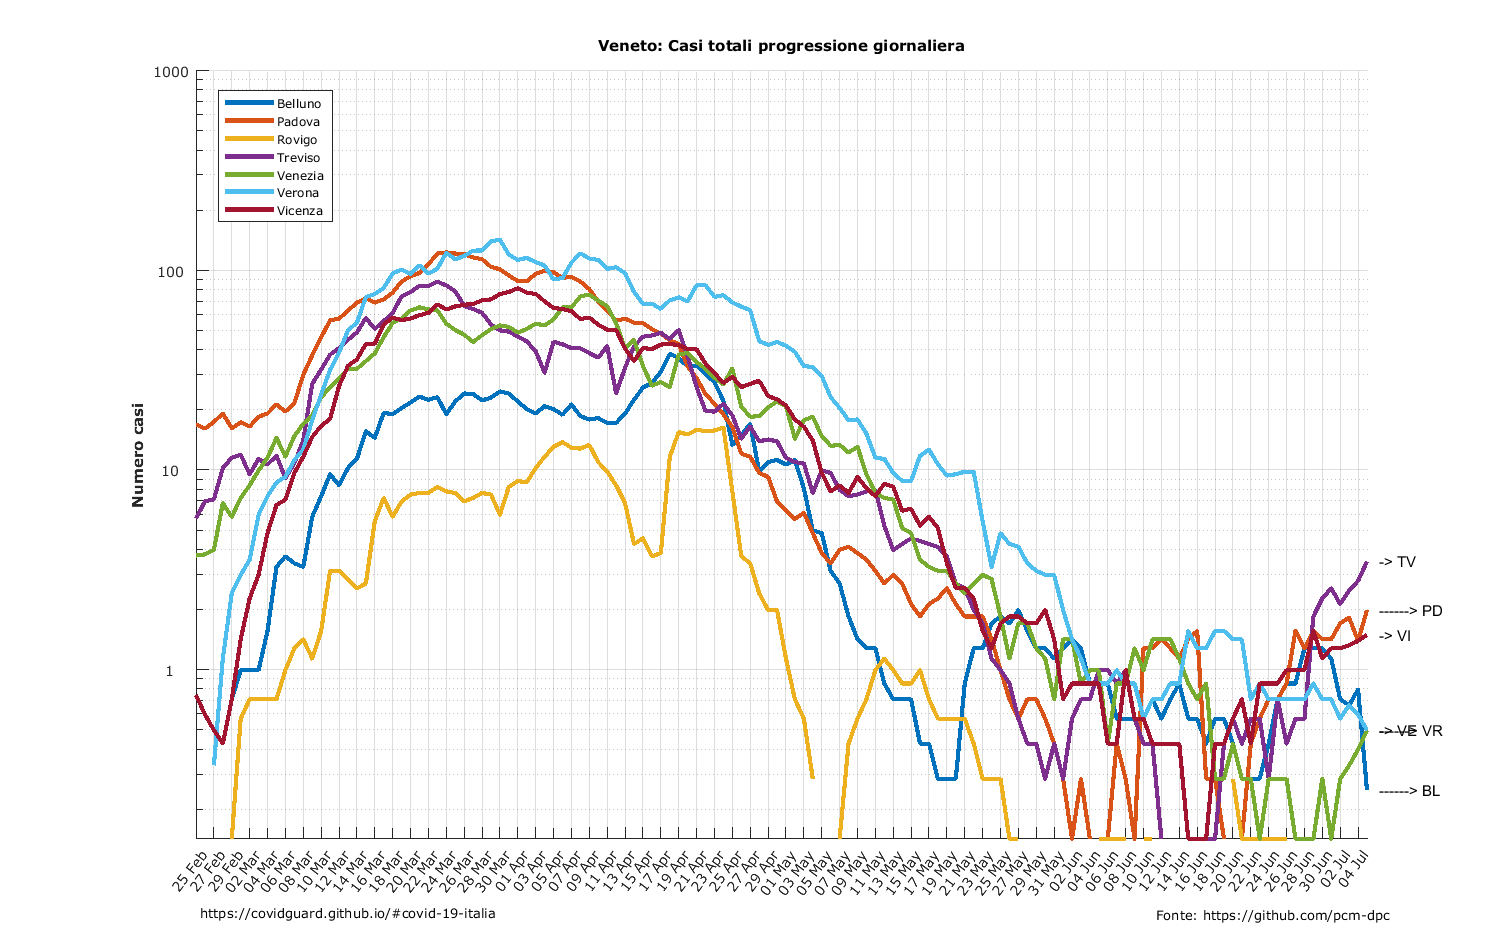 Veneto: Casi totali progressione giornaliera
1000
100
10
1
Numero casi
Belluno
Padova
Rovigo
Treviso
Venezia
Verona
Vicenza
-> TV
------> PD
-> VI
-> VE
------> VR
------> BL
25 Feb
27 Feb
29 Feb
02 Mar
04 Mar
06 Mar
08 Mar
10 Mar
12 Mar
14 Mar
16 Mar
18 Mar
20 Mar
22 Mar
24 Mar
26 Mar
28 Mar
30 Mar
01 Apr
03 Apr
05 Apr
07 Apr
09 Apr
11 Apr
13 Apr
15 Apr
17 Apr
19 Apr
21 Apr
23 Apr
25 Apr
27 Apr
29 Apr
01 May
03 May
05 May
07 May
09 May
11 May
13 May
15 May
17 May
19 May
21 May
23 May
25 May
27 May
29 May
31 May
02 Jun
04 Jun
06 Jun
08 Jun
10 Jun
12 Jun
14 Jun
16 Jun
18 Jun
20 Jun
22 Jun
24 Jun
26 Jun
28 Jun
30 Jun
02 Jul
04 Jul
https://covidguard.github.io/#covid-19-italia
Fonte: https://github.com/pcm-dpc